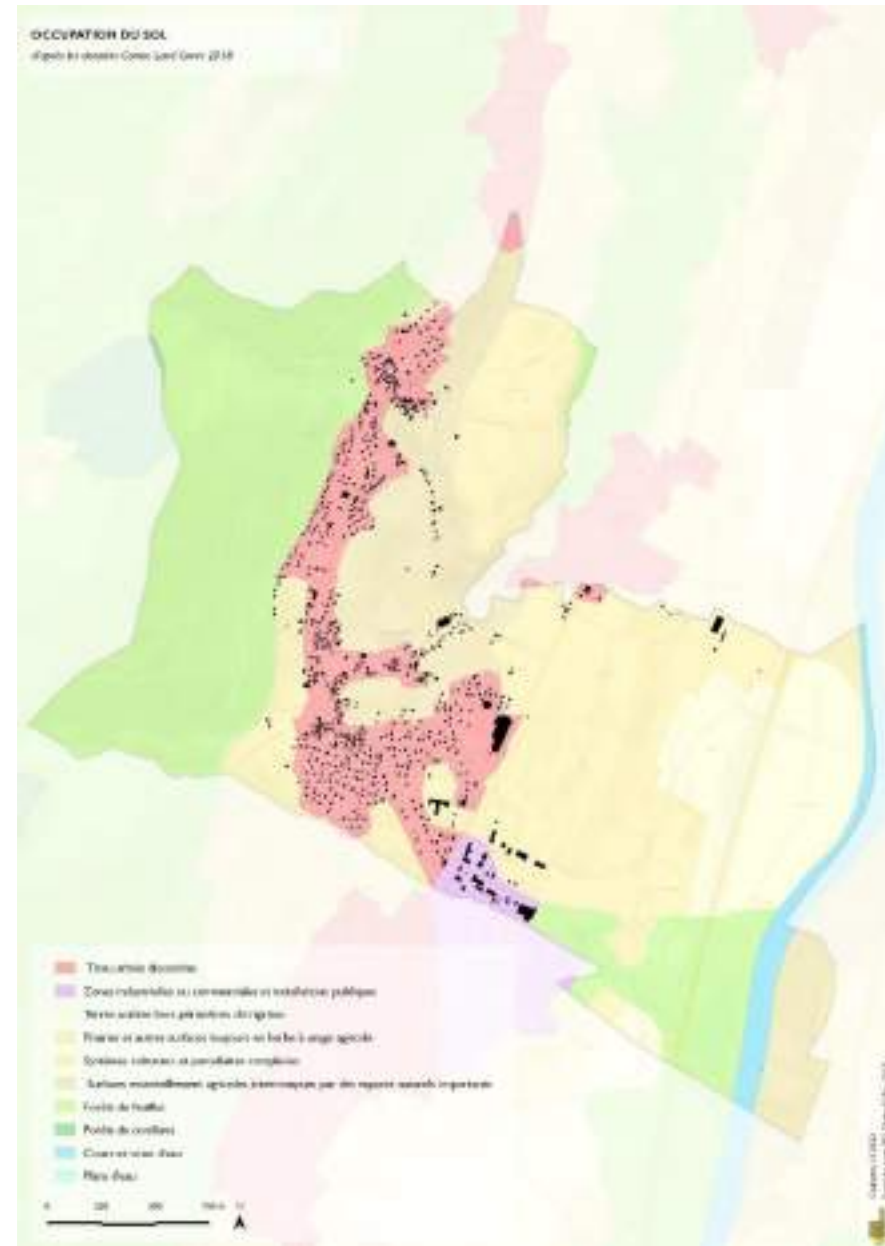 OCCUPATION DU SOL
d'après les données Corine Land Cover 2018
Tissu urbain discontinu
Zones industrielles ou commerciales et installations publiques
Terres arables hors périmètres d'irrigation
Prairies et autres surfaces toujours en herbe à usage agricole
Systèmes culturaux et parcellaires complexes
Surfaces essentiellement agricoles interrompues par des espaces naturels importants
Forêts de feuillus
Forêts de conifères
Cours et voies d'eau
Plans d'eau
0